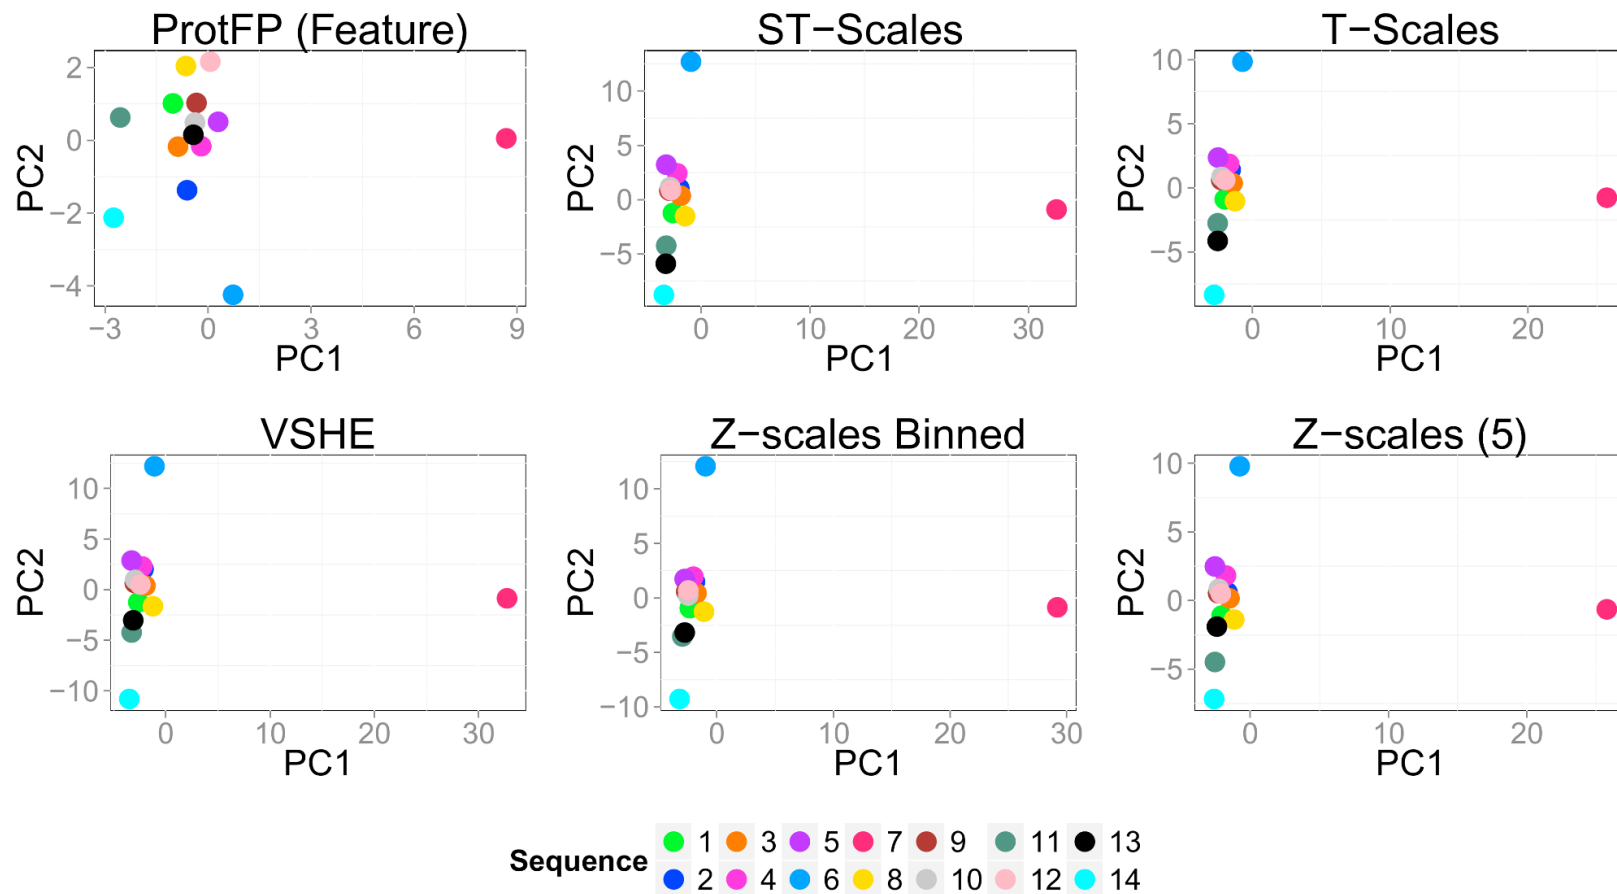 ProtFP (Feature) ST−Scales T−Scales
PC2 2 0 −2 −4
PC2 10 5 0 −5
PC2 10 5 0 −5
−3 0 3 6 9 0 10 20 30 0 10 20
PC1 PC1 PC1
VSHE Z−scales Binned Z−scales (5)
PC2 10 5 0 −5 −10
PC2 10 5 0 −5 −10
PC2 10 5 0 −5
0 10 20 30 0 10 20 30 0 10 20
PC1 PC1 PC1
Sequence
1 3 5 7 9 11 13
2 4 6 8 10 12 14